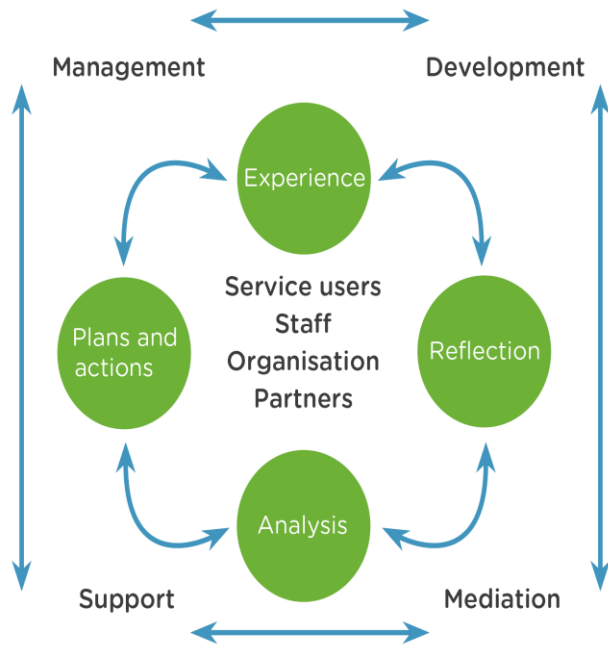 Management
Development
Experience
Service users
Staff
Organisation
Partners
Plans and
actions
Reflection
Analysis
Support
Mediation